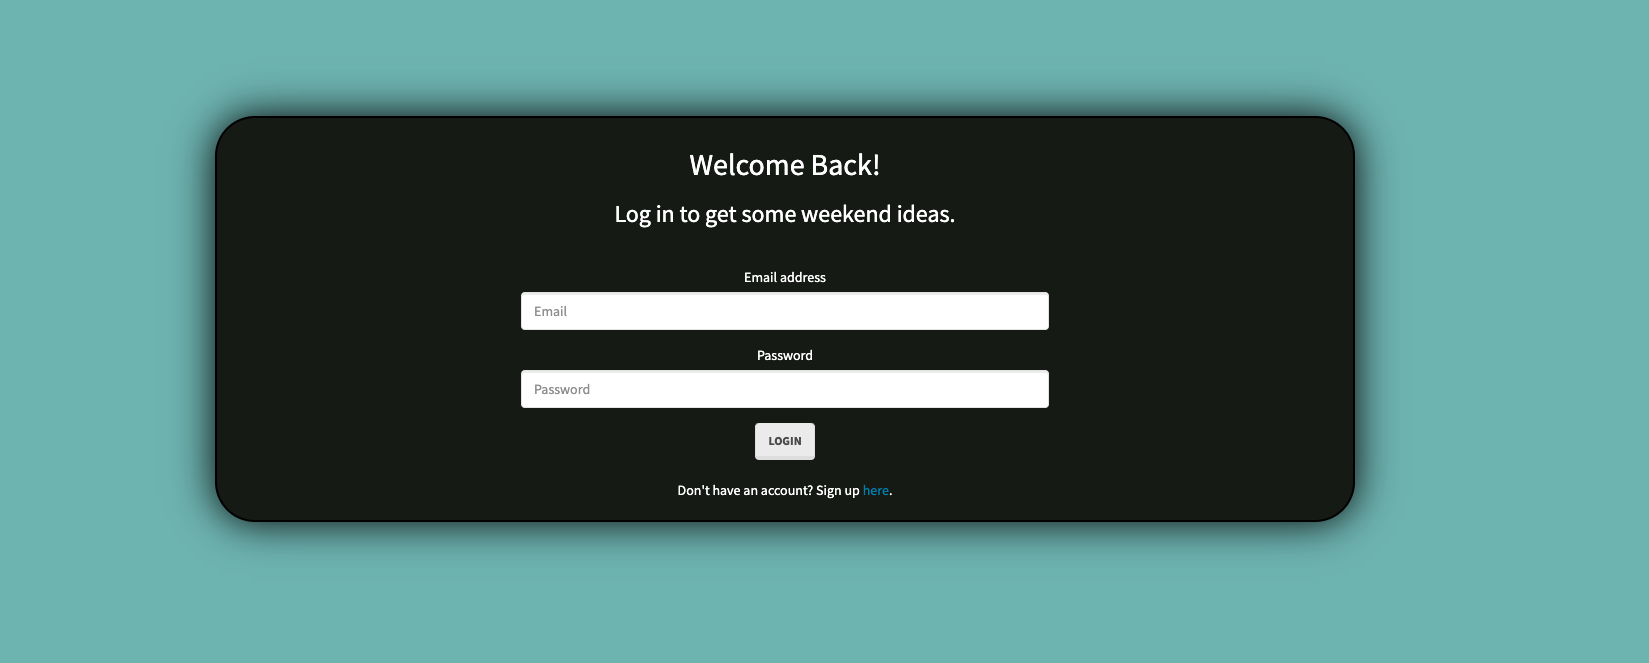 Welcome Back!
Log in to get some weekend ideas.
Email address
Email
Password
Password
LOGIN
Don't have an account? Sign up here.